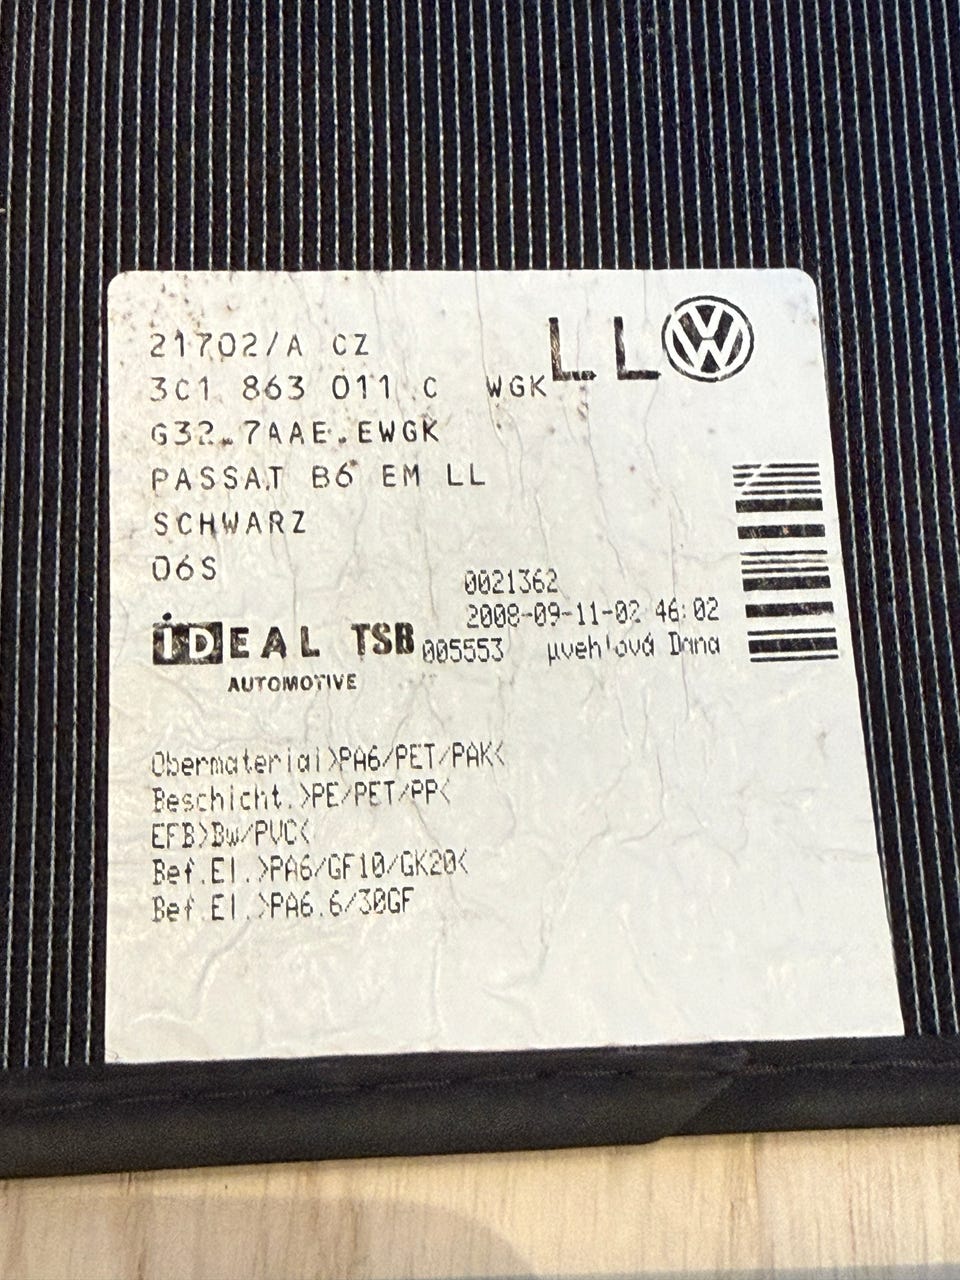 21702/A CZ
LL
3C1 863 011 C WGK
G32.7AAE.EWGK
PASSAT B6 EM LL
SCHWARZ
06S
0021362
2008-09-11-02 46:02
iDEAL TSB
005553 Dana
AUTOMOTIVE
Obermaterial>PA6/PET/PAK<
Beschicht.>PE/PET/PP<
EFB>Bw/PVC<
Bef.El.>PA6/GF10/GK20<
Bef.El.>PA6.6/30GF